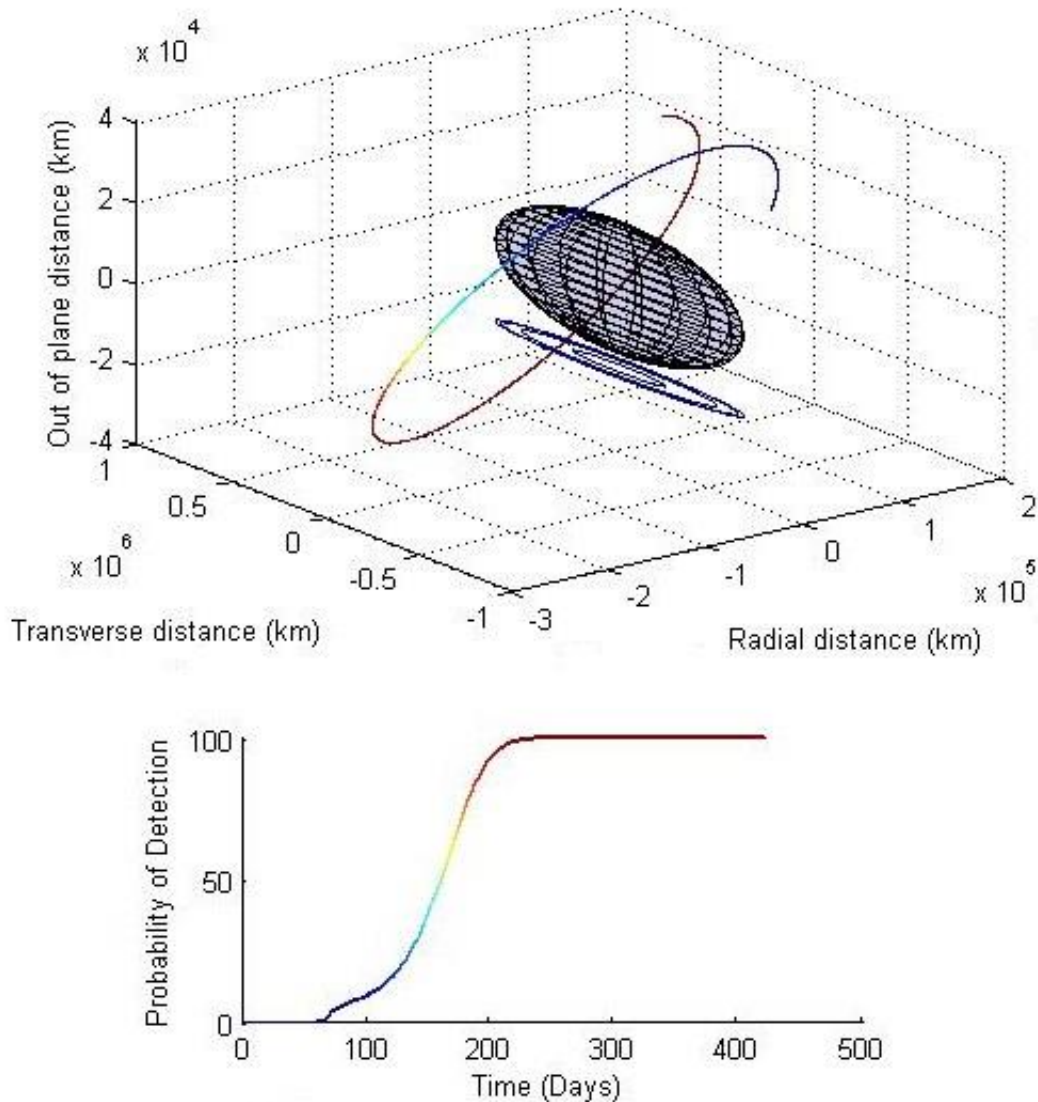 x 10^4
Out of plane distance (km)
4
2
0
-2
-4
1
0.5
0
-0.5
-1
x 10^6
Transverse distance (km)
-3
-2
-1
0
1
2
x 10^5
Radial distance (km)
Probability of Detection
100
50
0
0 100 200 300 400 500
Time (Days)